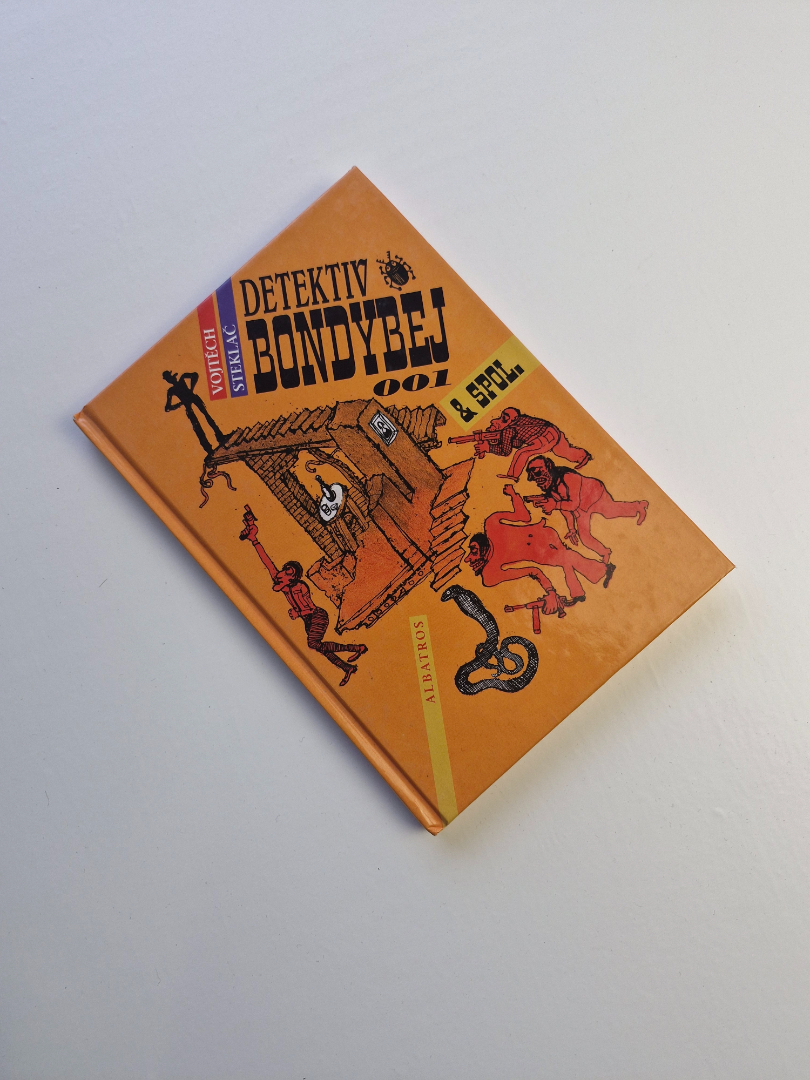 VOJTĚCH
STEKLAČ
DETEKTIV
BONDYBEJ
001
& SPOL.
ALBATROS